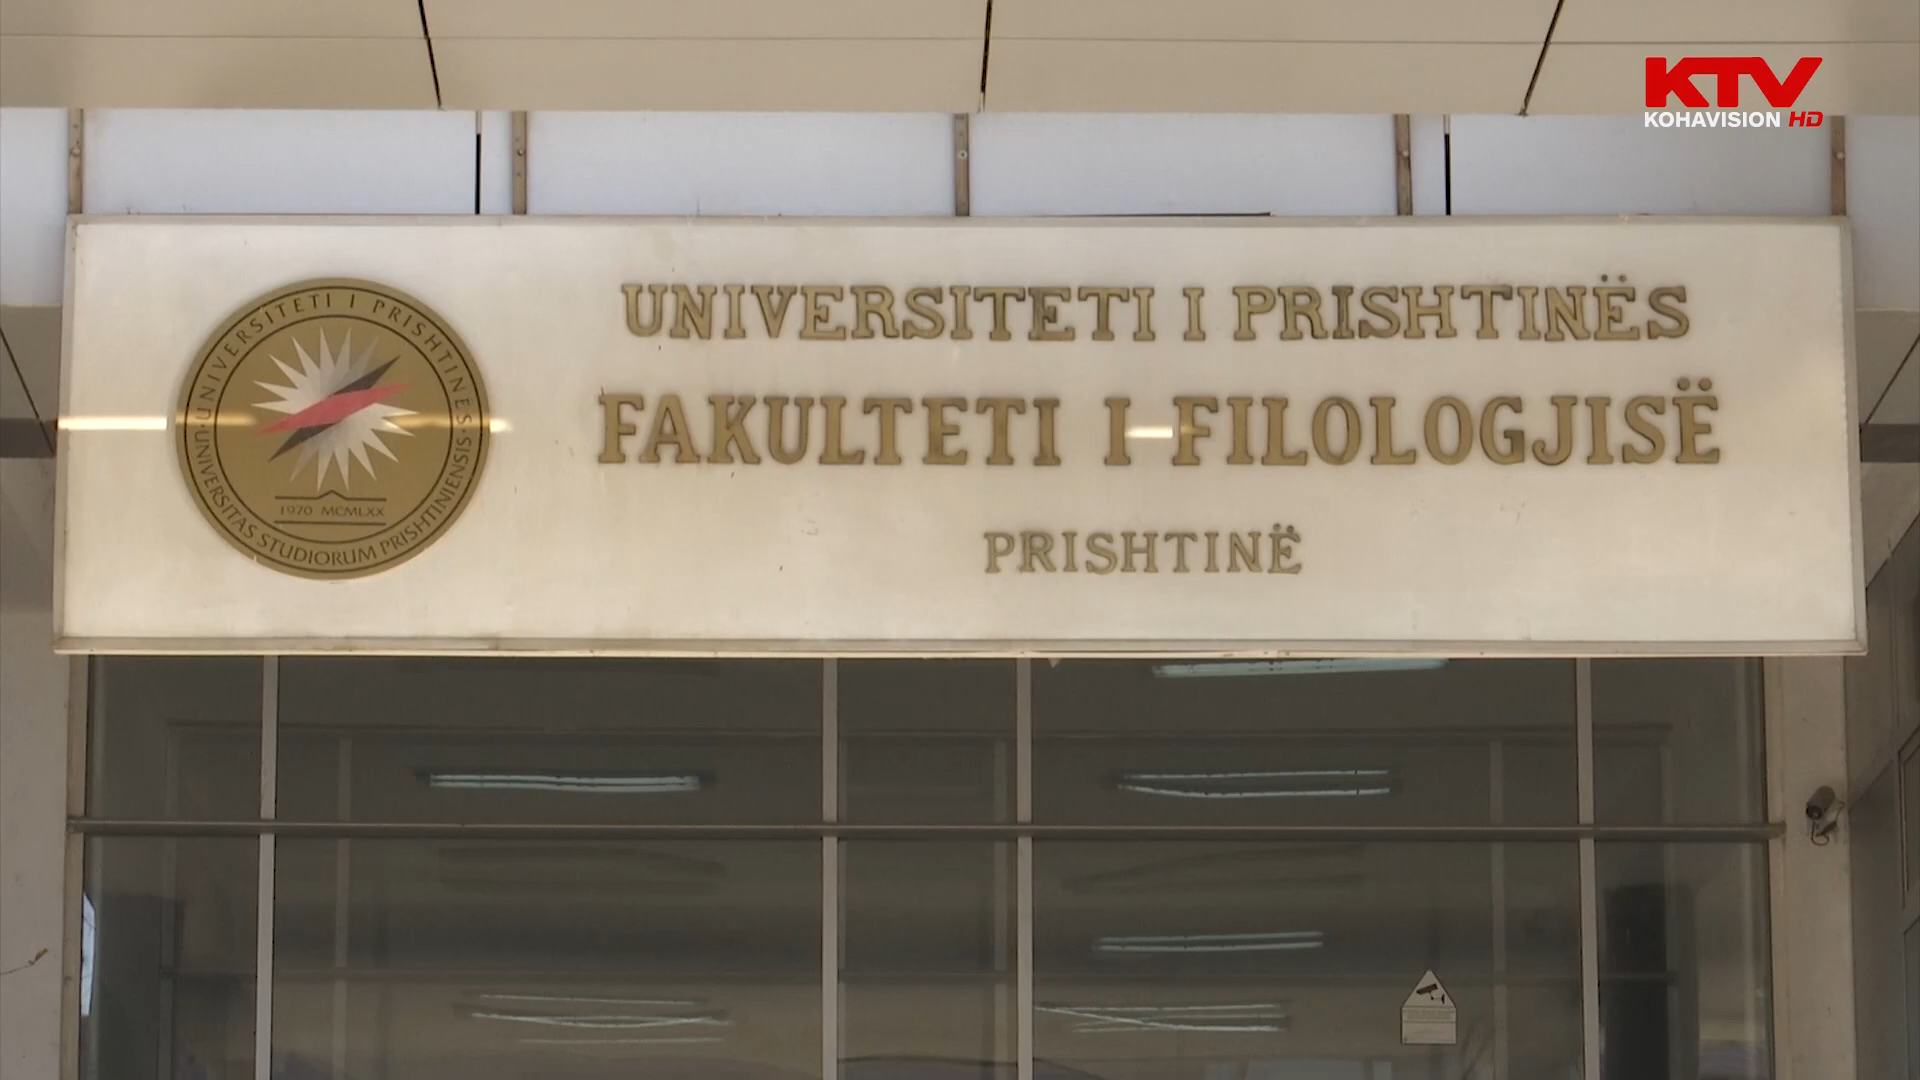 KTV
KOHAVISION HD
UNIVERSITETI I PRISHTINËS
FAKULTETI I FILOLOGJISË
PRISHTINË
UNIVERSITETI I PRISHTINËS
1970 MCMLXX
UNIVERSITAS STUDIORUM PRISHTINIENSIS